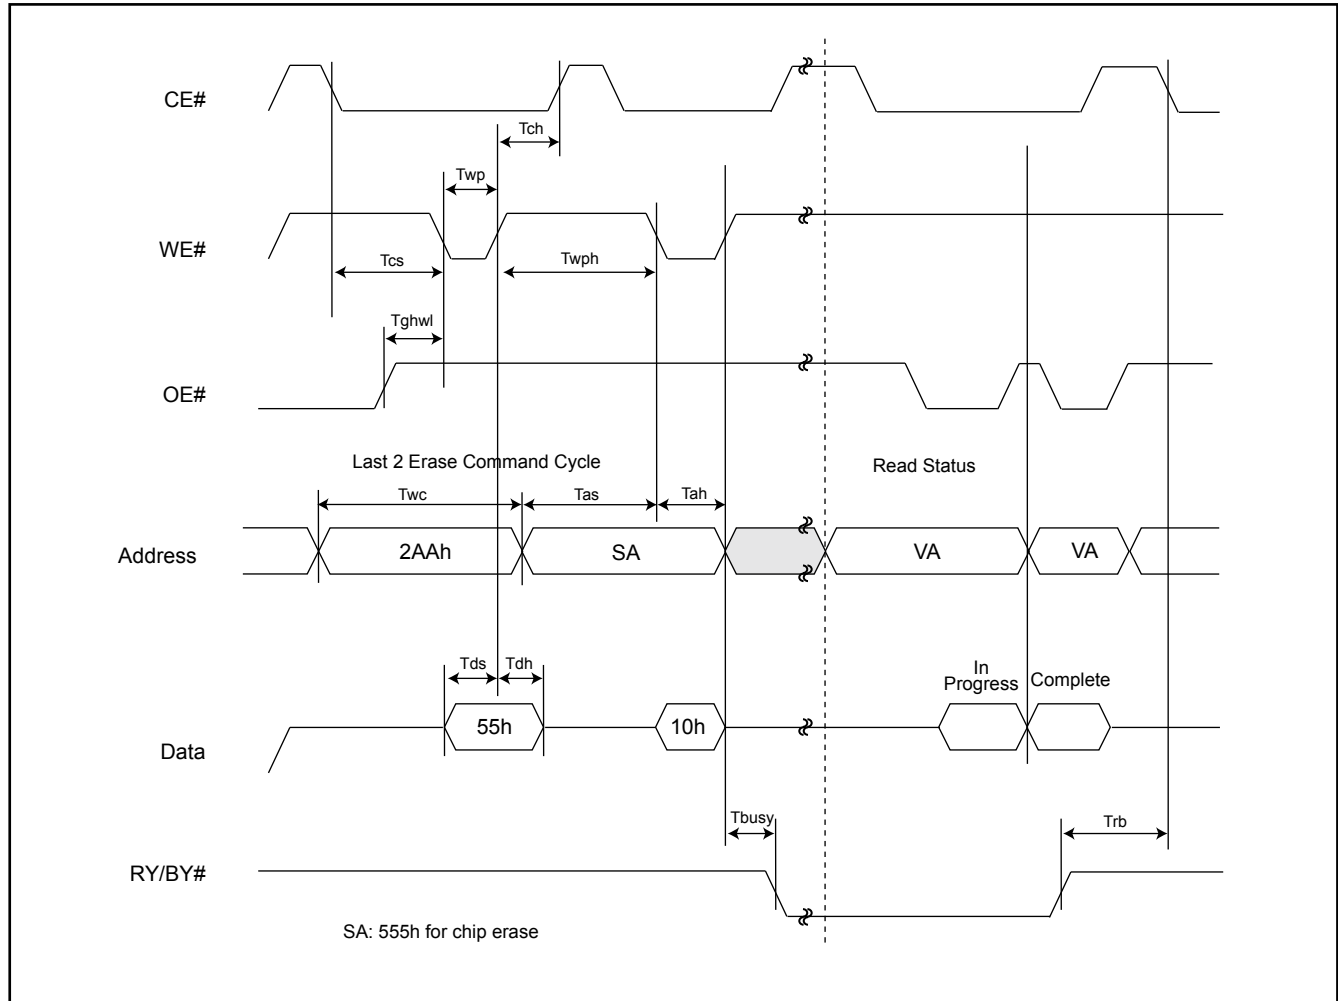 CE#
Tch
Twp
WE#
Tcs
Twph
Tghwl
OE#
Last 2 Erase Command Cycle
Read Status
Twc
Tas
Tah
Address
2AAh
SA
VA
VA
Tds
Tdh
In
Progress
Complete
Data
55h
10h
Tbusy
Trb
RY/BY#
SA: 555h for chip erase